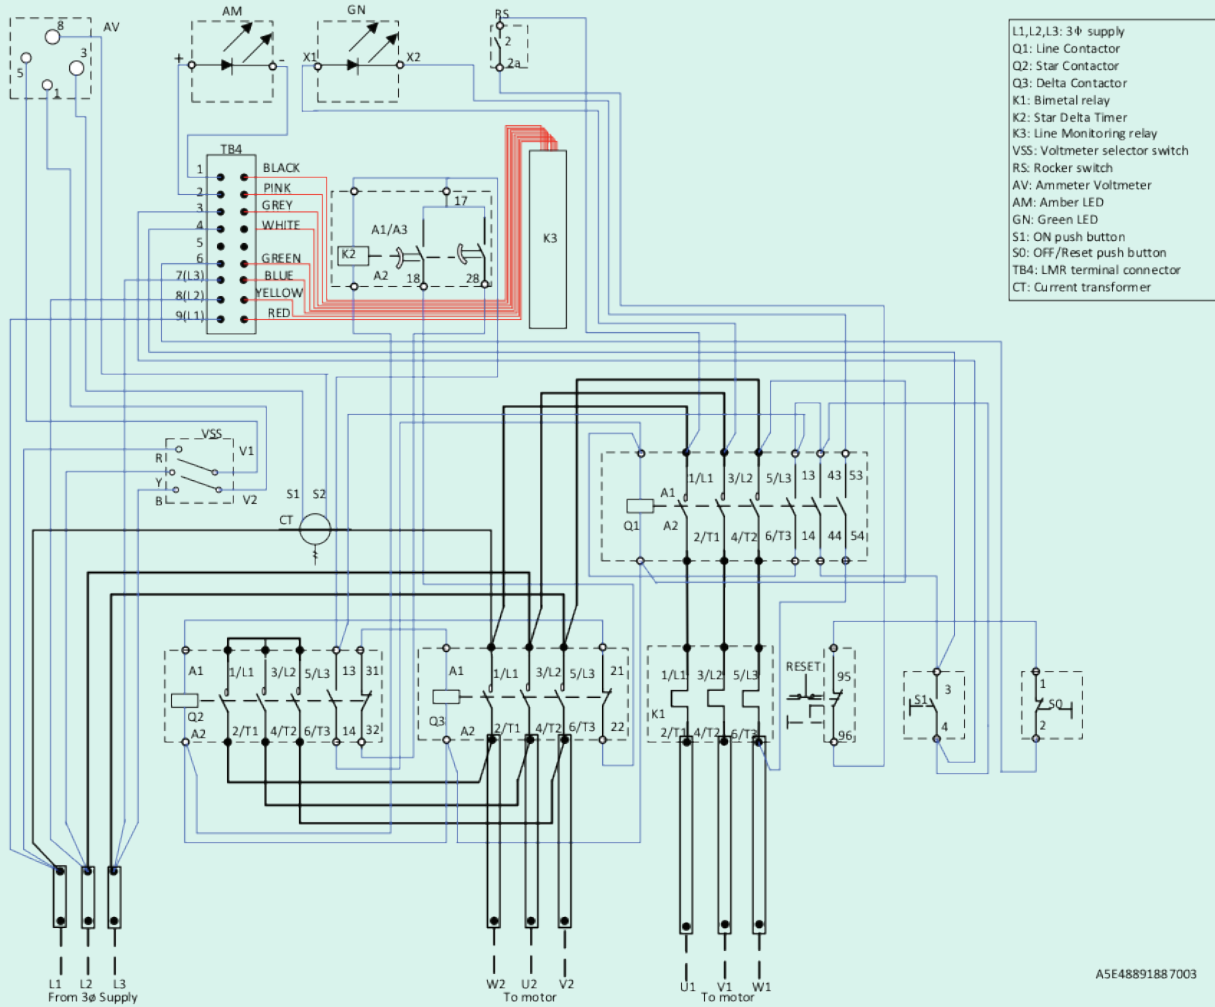 AV
8
3
5
1
AM
+
-
GN
X1
X2
RS
2
2a
L1,L2,L3: 3Φ supply
Q1: Line Contactor
Q2: Star Contactor
Q3: Delta Contactor
K1: Bimetal relay
K2: Star Delta Timer
K3: Line Monitoring relay
VSS: Voltmeter selector switch
RS: Rocker switch
AV: Ammeter Voltmeter
AM: Amber LED
GN: Green LED
S1: ON push button
S0: OFF/Reset push button
TB4: LMR terminal connector
CT: Current transformer
TB4
1
2
3
4
5
6
7(L3)
8(L2)
9(L1)
BLACK
PINK
GREY
WHITE
GREEN
BLUE
YELLOW
RED
17
A1/A3
K2
A2
18
28
K3
VSS
R
Y
B
V1
V2
S1
S2
CT
1/L1
3/L2
5/L3
13
43
53
A1
Q1
A2
2/T1
4/T2
6/T3
14
44
54
A1
1/L1
3/L2
5/L3
13
31
Q2
A2
2/T1
4/T2
6/T3
14
32
A1
1/L1
3/L2
5/L3
21
Q3
A2
2/T1
4/T2
6/T3
22
1/L1
3/L2
5/L3
K1
2/T1
4/T2
6/T3
RESET
95
96
S1
3
4
1
S0
2
L1
L2
L3
From 3ø Supply
W2
U2
V2
To motor
U1
V1
W1
To motor
A5E48891887003